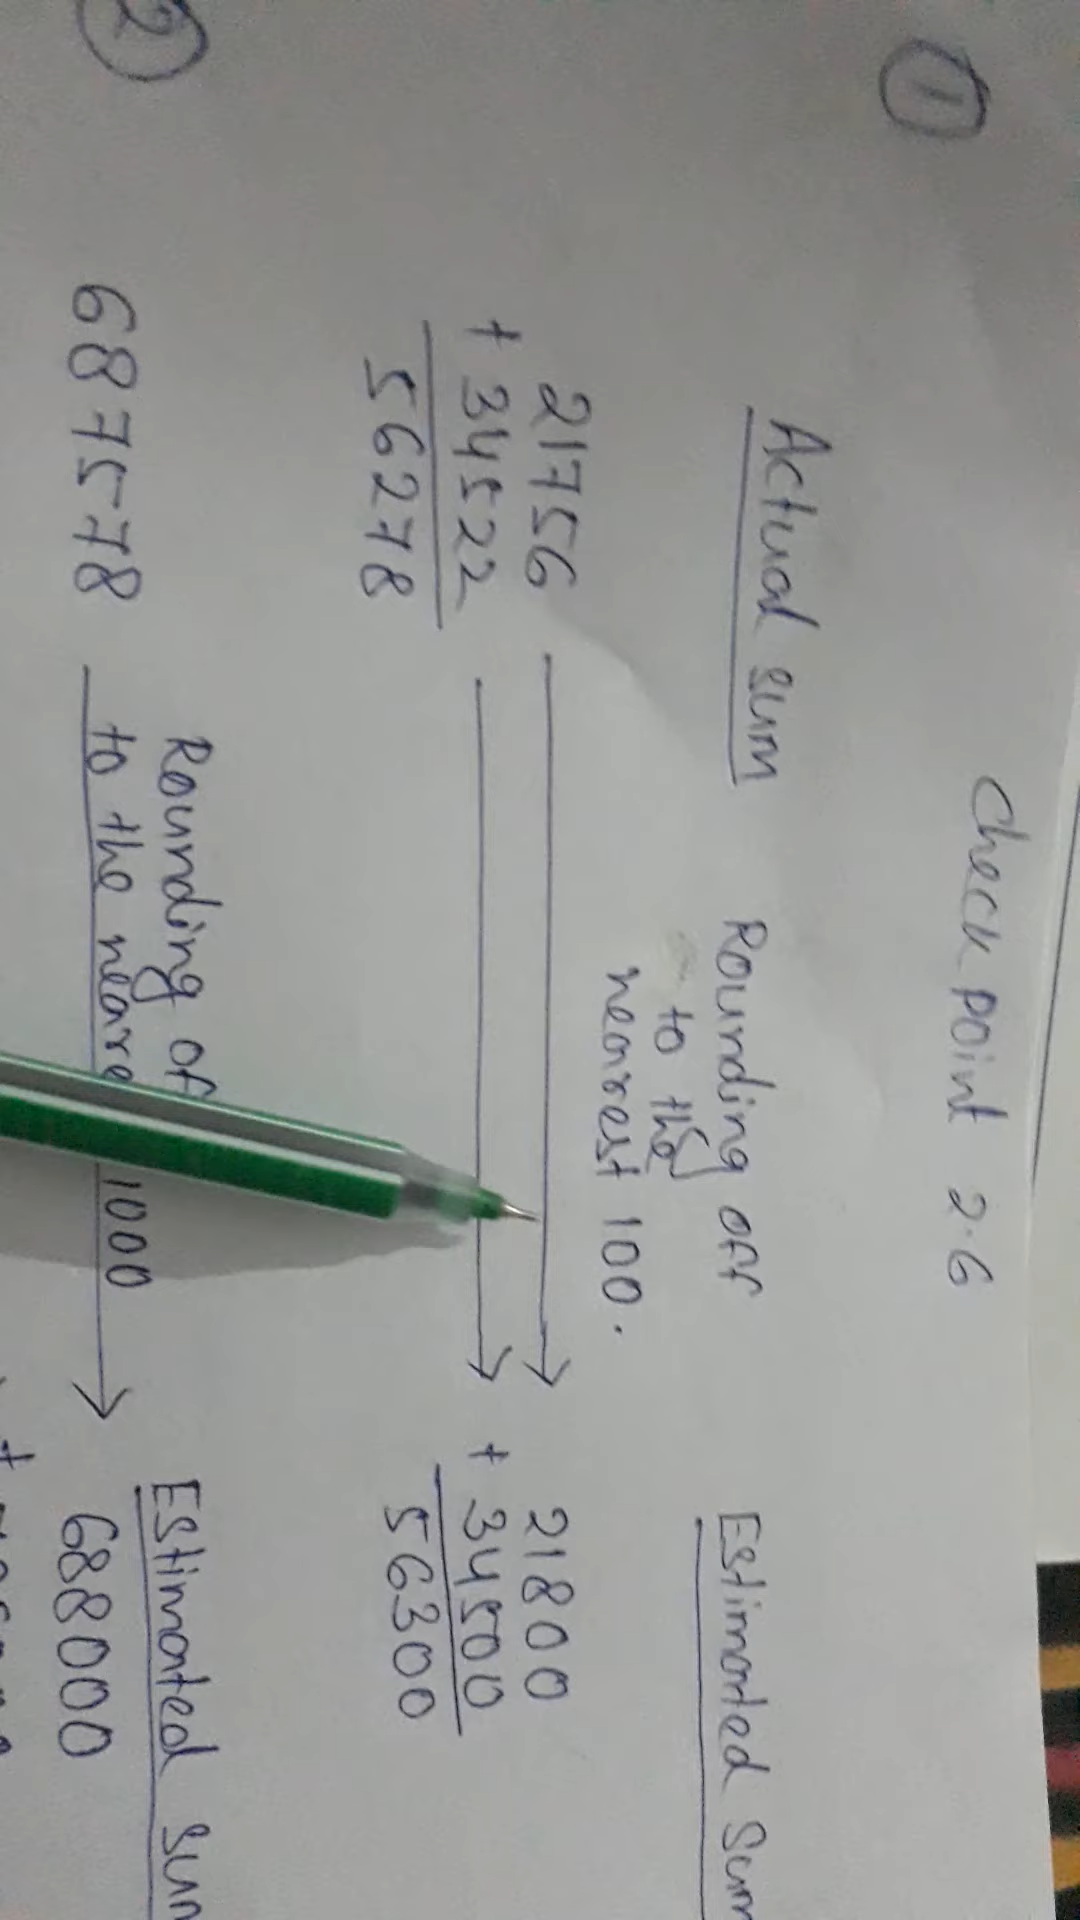 Check point 2.6
①
Actual sum Rounding off Estimated Sum
to the
nearest 100.
21756 21800
+ 34522 + 34500
56278 56300
②
Rounding of Estimated sum
687578 to the neare 1000 688000
+